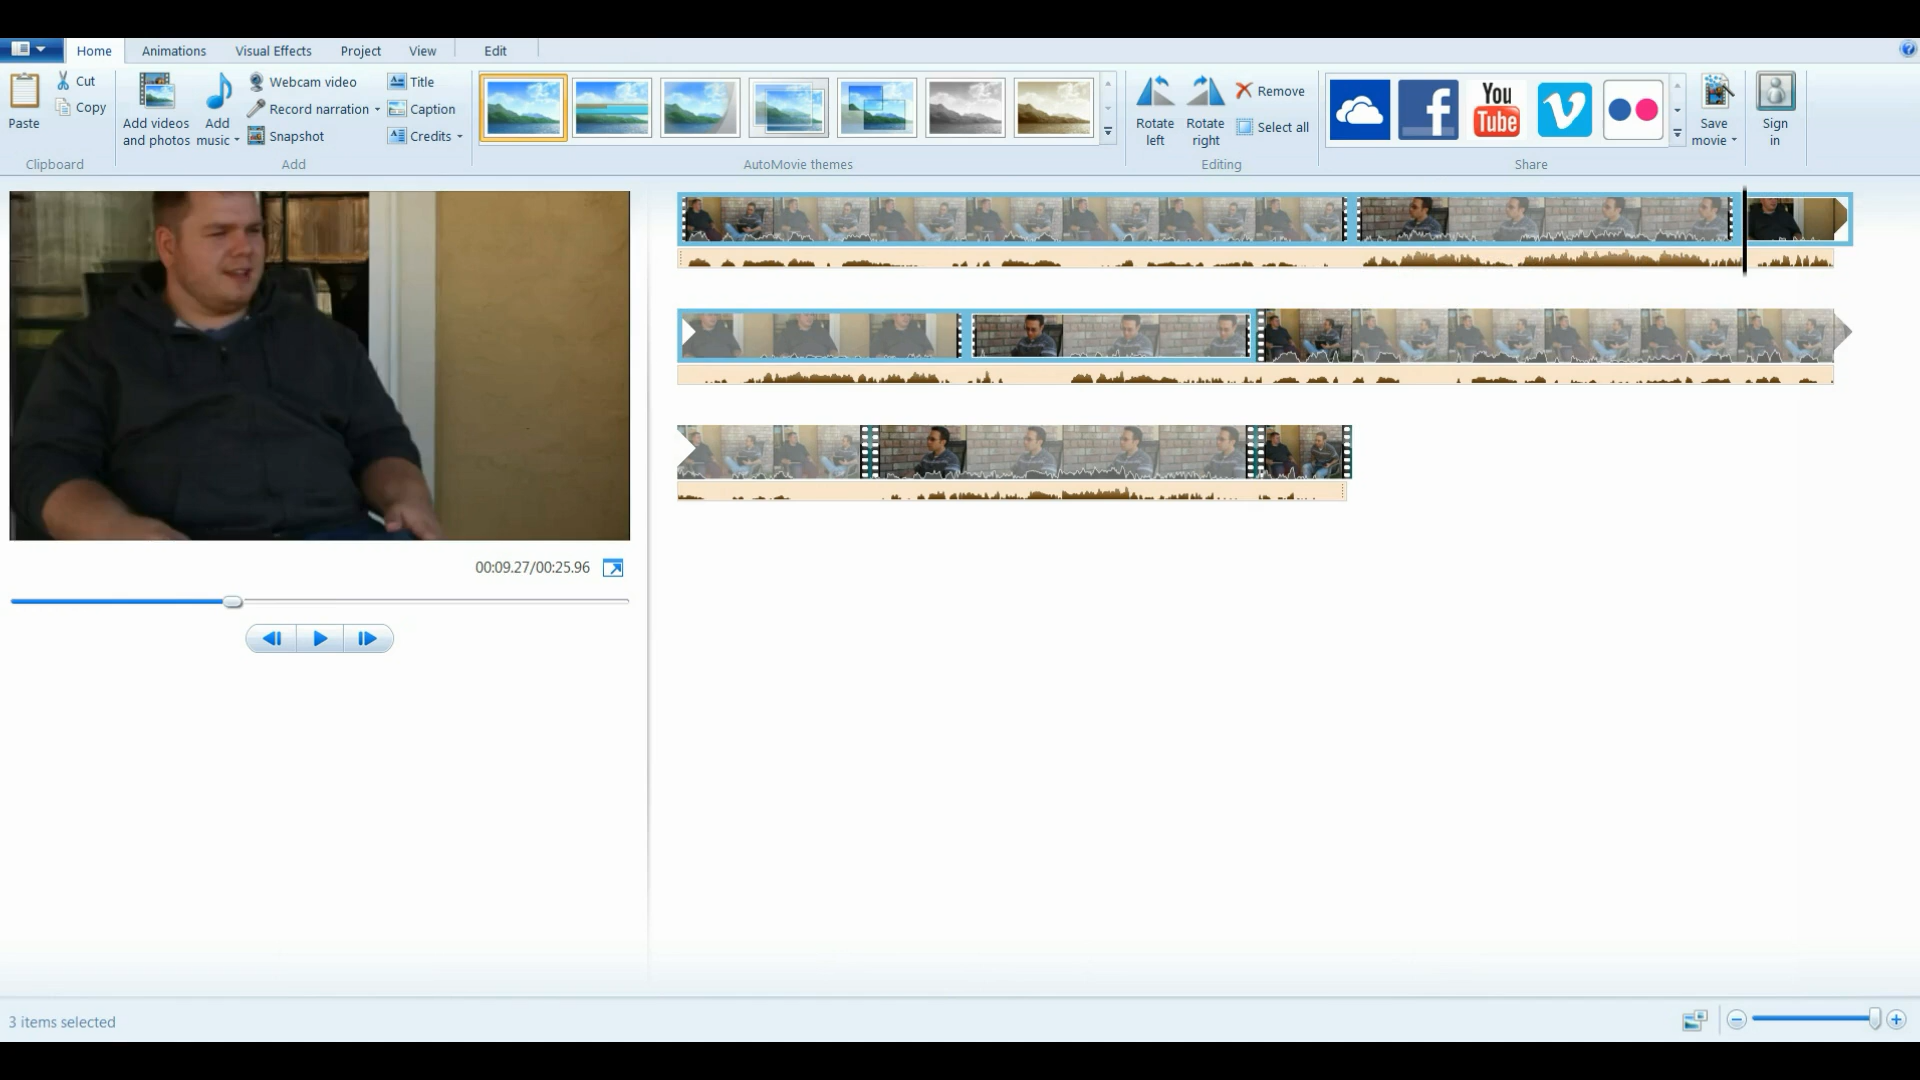 Home Animations Visual Effects Project View Edit
Paste
Cut
Copy
Clipboard
Add videos
and photos
Add
music
Webcam video
Record narration
Snapshot
Title
Caption
Credits
Add
AutoMovie themes
Rotate
left
Rotate
right
Remove
Select all
Editing
f
You
Tube
Share
Save
movie
Sign
in
00:09.27/00:25.96
3 items selected